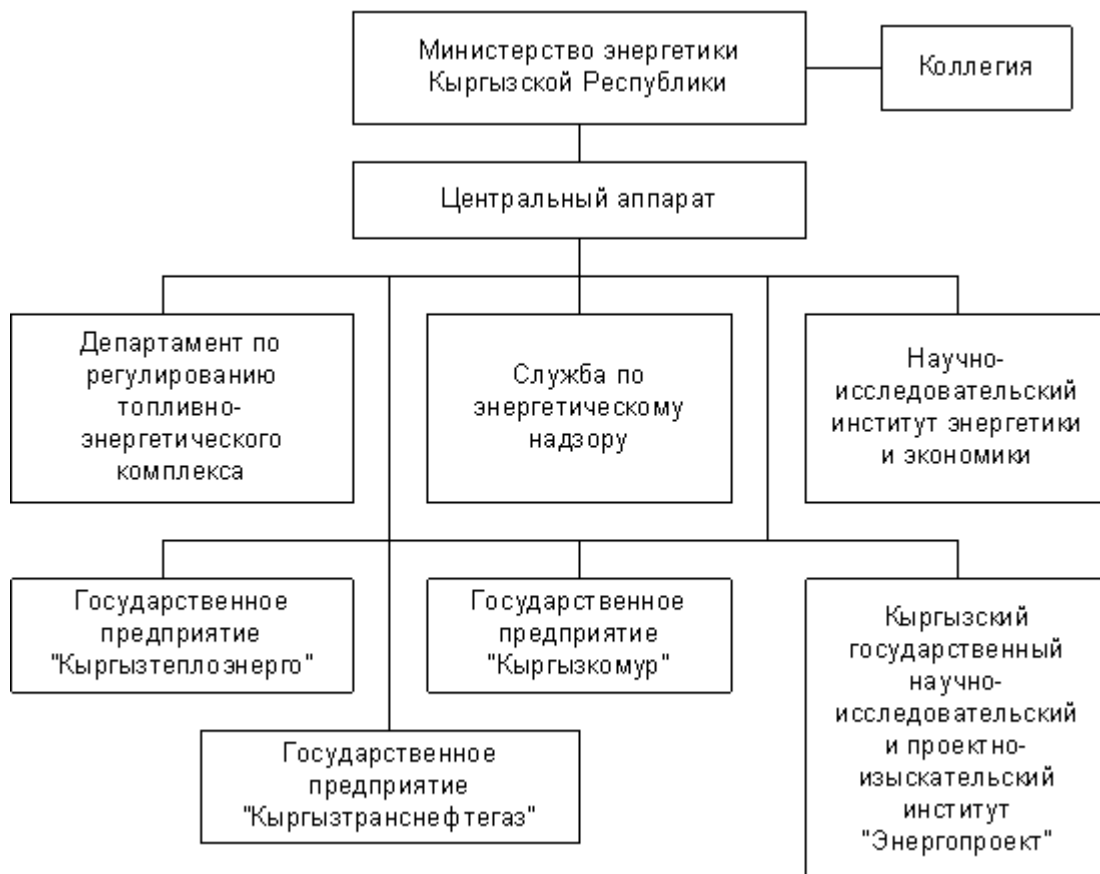 Министерство энергетики
Кыргызской Республики
Коллегия
Центральный аппарат
Департамент по
регулированию
топливно-
энергетического
комплекса
Служба по
энергетическому
надзору
Научно-
исследовательский
институт энергетики
и экономики
Государственное
предприятие
"Кыргызтеплоэнерго"
Государственное
предприятие
"Кыргызкомур"
Кыргызский
государственный
научно-
исследовательский
и проектно-
изыскательский
институт
"Энергопроект"
Государственное
предприятие
"Кыргызтранснефтегаз"